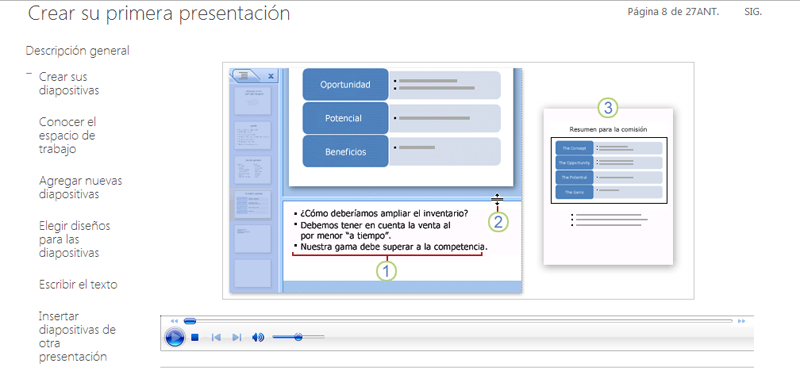 Crear su primera presentación
Página 8 de 27ANT. SIG.
Descripción general
Crear sus
diapositivas
Conocer el
espacio de
trabajo
Agregar nuevas
diapositivas
Elegir diseños
para las
diapositivas
Escribir el texto
Insertar
diapositivas de
otra
presentación
Oportunidad
Potencial
Beneficios
¿Cómo deberíamos ampliar el inventario?
Debemos tener en cuenta la venta al
por menor “a tiempo”.
Nuestra gama debe superar a la competencia.
1
2
3
Resumen para la comisión
The Concept
The Opportunity
The Potential
The Gains